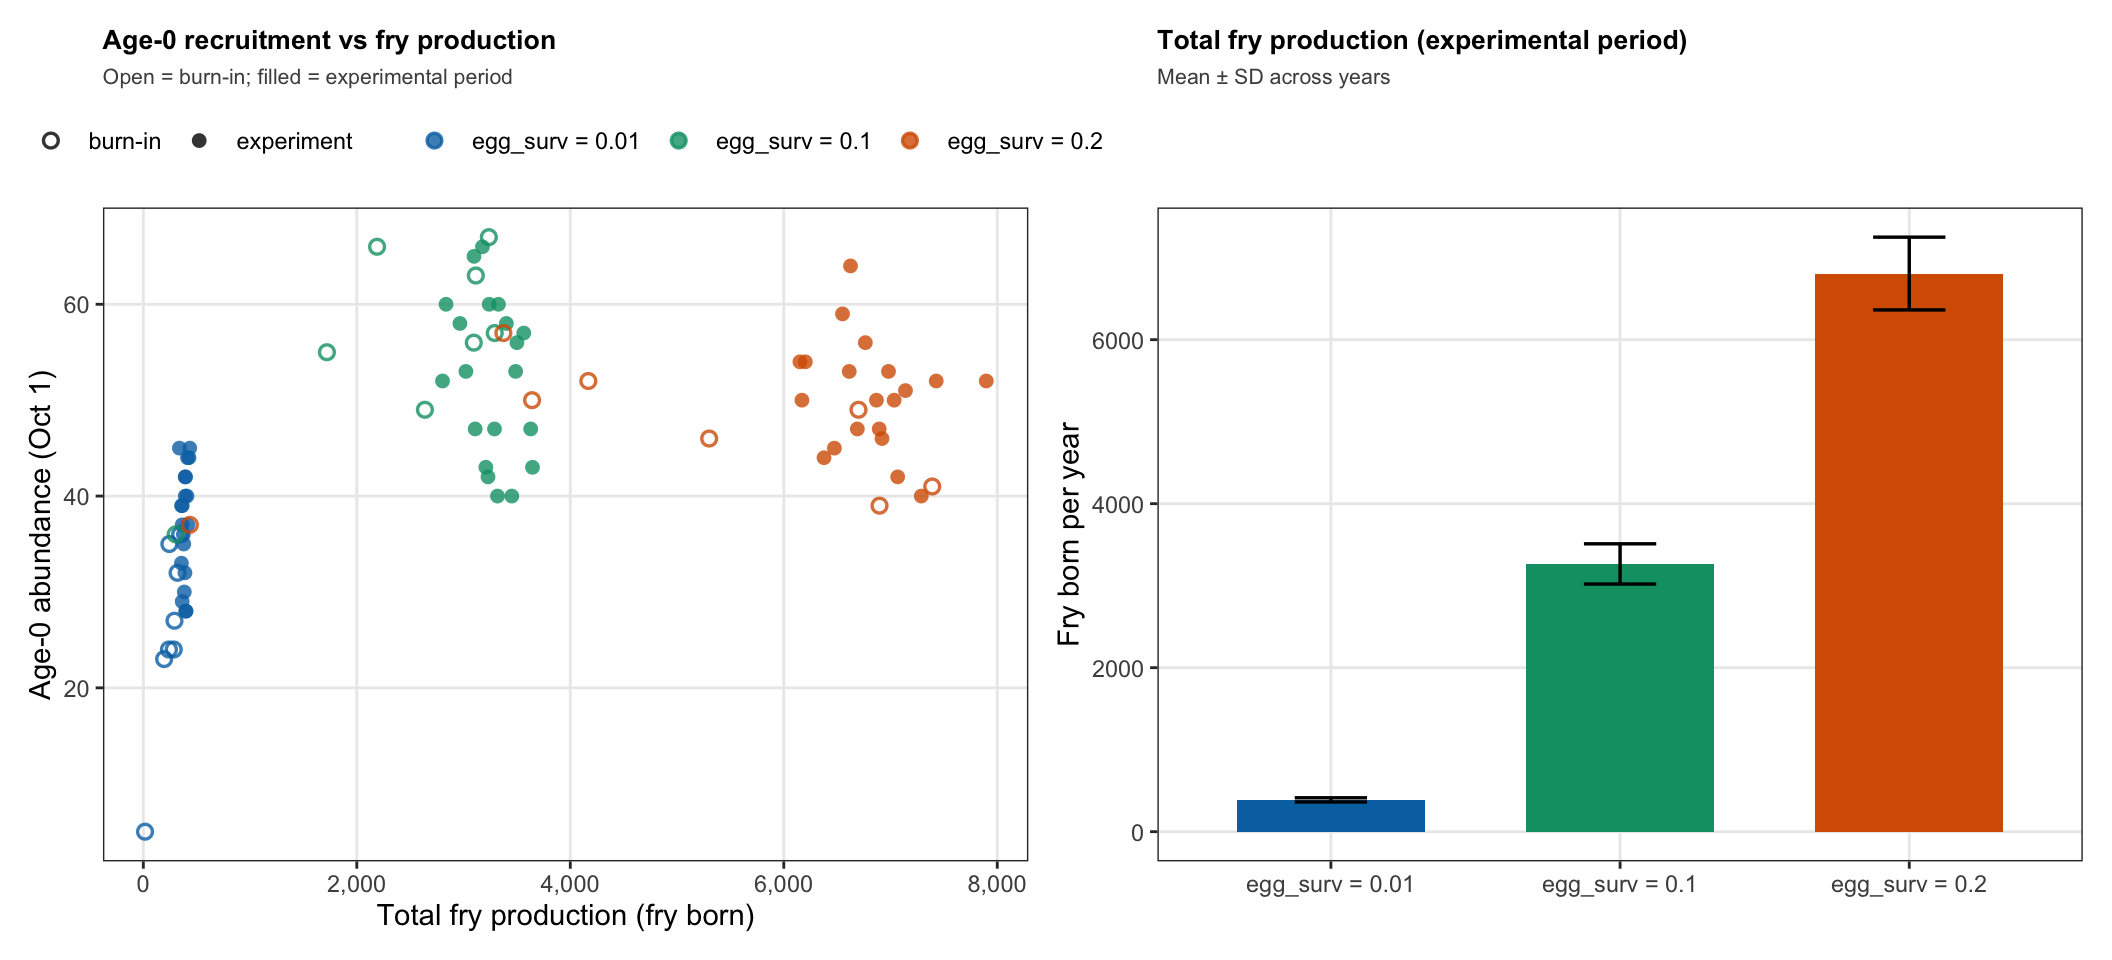 Age-0 recruitment vs fry production
Open = burn-in; filled = experimental period
burn-in
experiment
egg_surv = 0.01
egg_surv = 0.1
egg_surv = 0.2
Age-0 abundance (Oct 1)
60
40
20
0
2,000
4,000
6,000
8,000
Total fry production (fry born)
Total fry production (experimental period)
Mean ± SD across years
Fry born per year
6000
4000
2000
0
egg_surv = 0.01
egg_surv = 0.1
egg_surv = 0.2